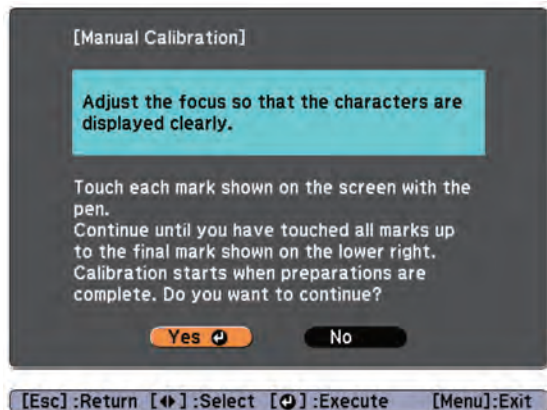 [Manual Calibration]
Adjust the focus so that the characters are
displayed clearly.
Touch each mark shown on the screen with the
pen.
Continue until you have touched all marks up
to the final mark shown on the lower right.
Calibration starts when preparations are
complete. Do you want to continue?
Yes No
[Esc] :Return [◀▶] :Select [⏎] :Execute [Menu]:Exit